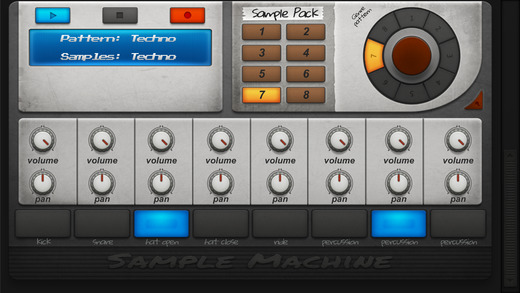 Pattern: Techno
Samples: Techno
Sample Pack
1 2
3 4
5 6
7 8
Genre
pattern
7
volume volume volume volume volume volume volume volume
pan pan pan pan pan pan pan pan
kick snare hat open hat close ride percussion percussion percussion
Sample Machine